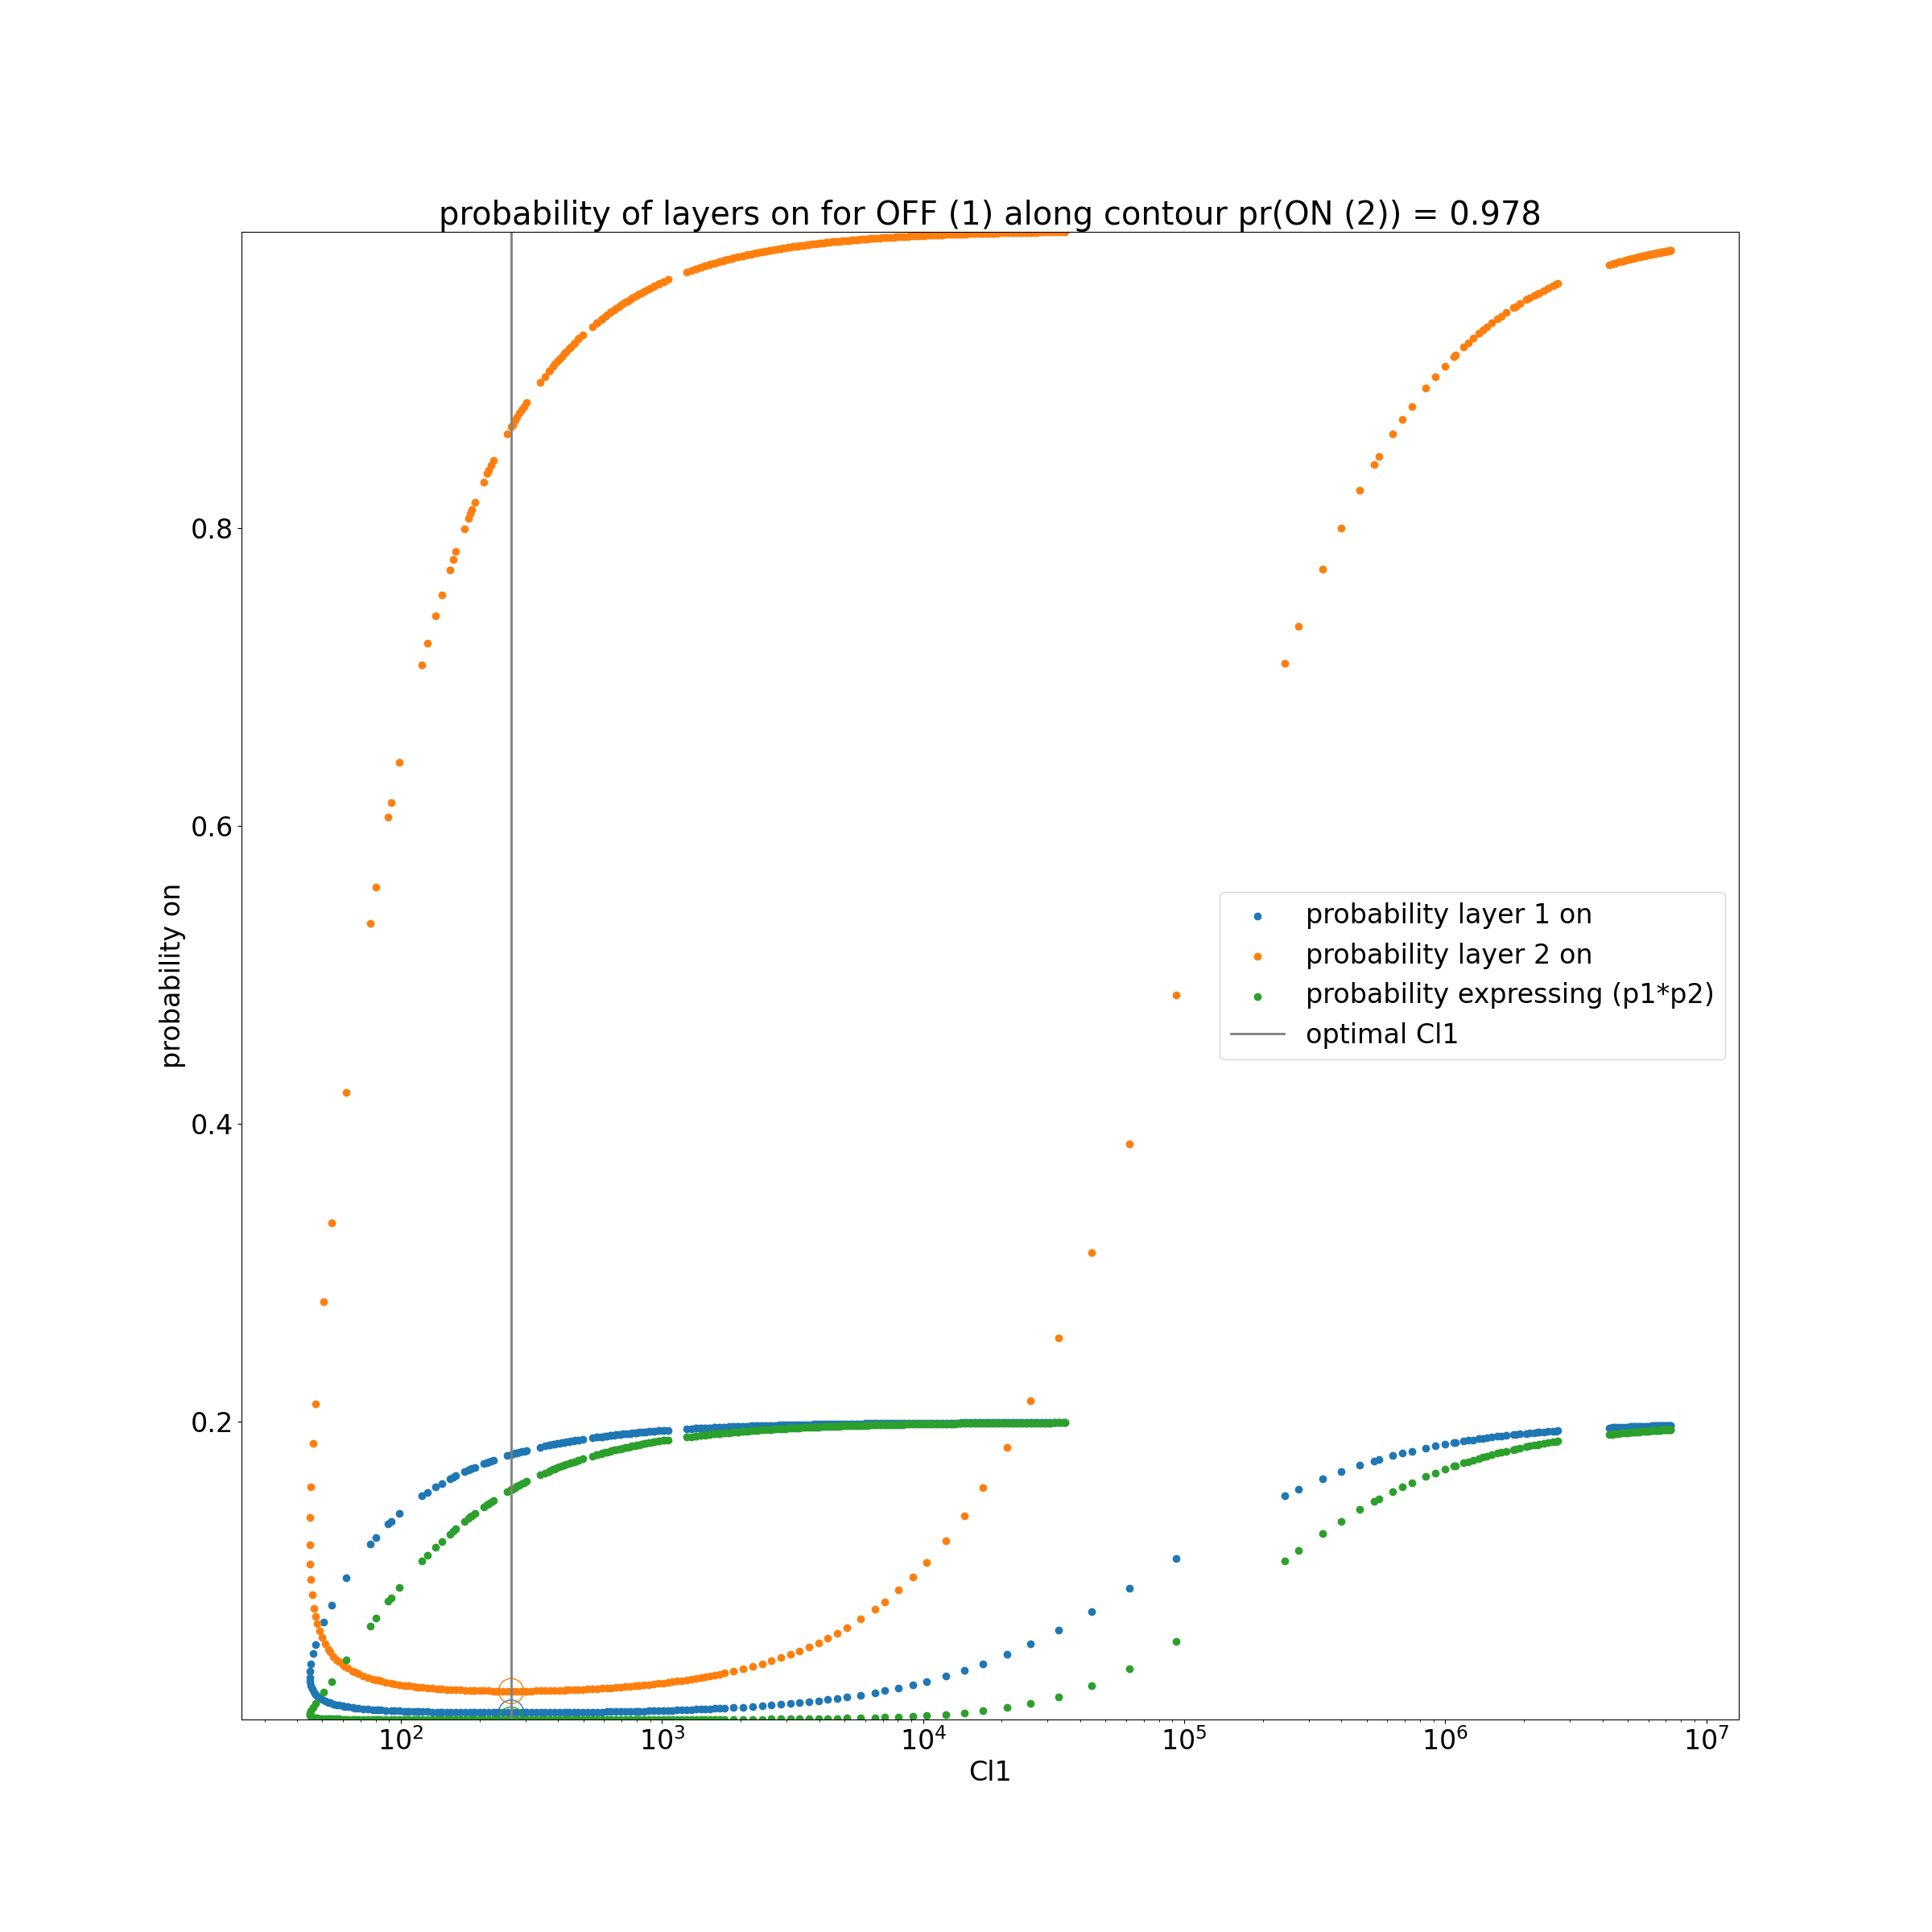 probability of layers on for OFF (1) along contour pr(ON (2)) = 0.978
probability on
0.8
0.6
0.4
0.2
probability layer 1 on
probability layer 2 on
probability expressing (p1*p2)
optimal Cl1
10² 10³ 10⁴ 10⁵ 10⁶ 10⁷
Cl1